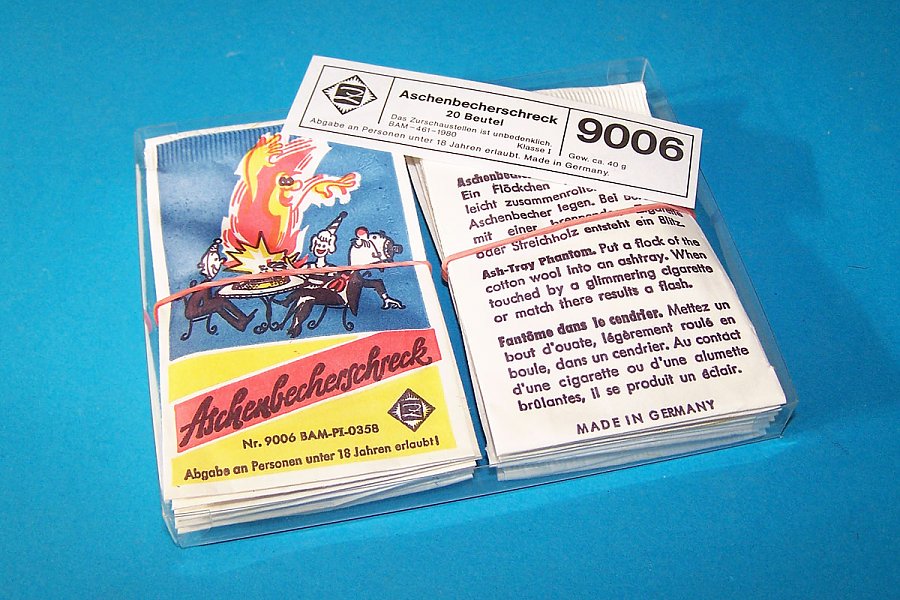 Aschenbecherschreck
20 Beutel
Das Zurschaustellen ist unbedenklich.
BAM–461–1980 Klasse I
Abgabe an Personen unter 18 Jahren erlaubt. Made in Germany.
9006
Gew. ca. 40 g
Aschenbecherschreck
Nr. 9006 BAM-PI-0358
Abgabe an Personen unter 18 Jahren erlaubt!
Ein Flöckchen
leicht zusammenrollen
Aschenbecher legen. Bei
mit einer brennenden Zigarette
oder Streichholz entsteht ein Blitz.
Ash-Tray Phantom. Put a flock of the
cotton wool into an ashtray. When
touched by a glimmering cigarette
or match there results a flash.
Fantôme dans le cendrier. Mettez un
bout d'ouate, légèrement roulé en
boule, dans un cendrier. Au contact
d'une cigarette ou d'une alumette
brûlantes, il se produit un éclair.
MADE IN GERMANY